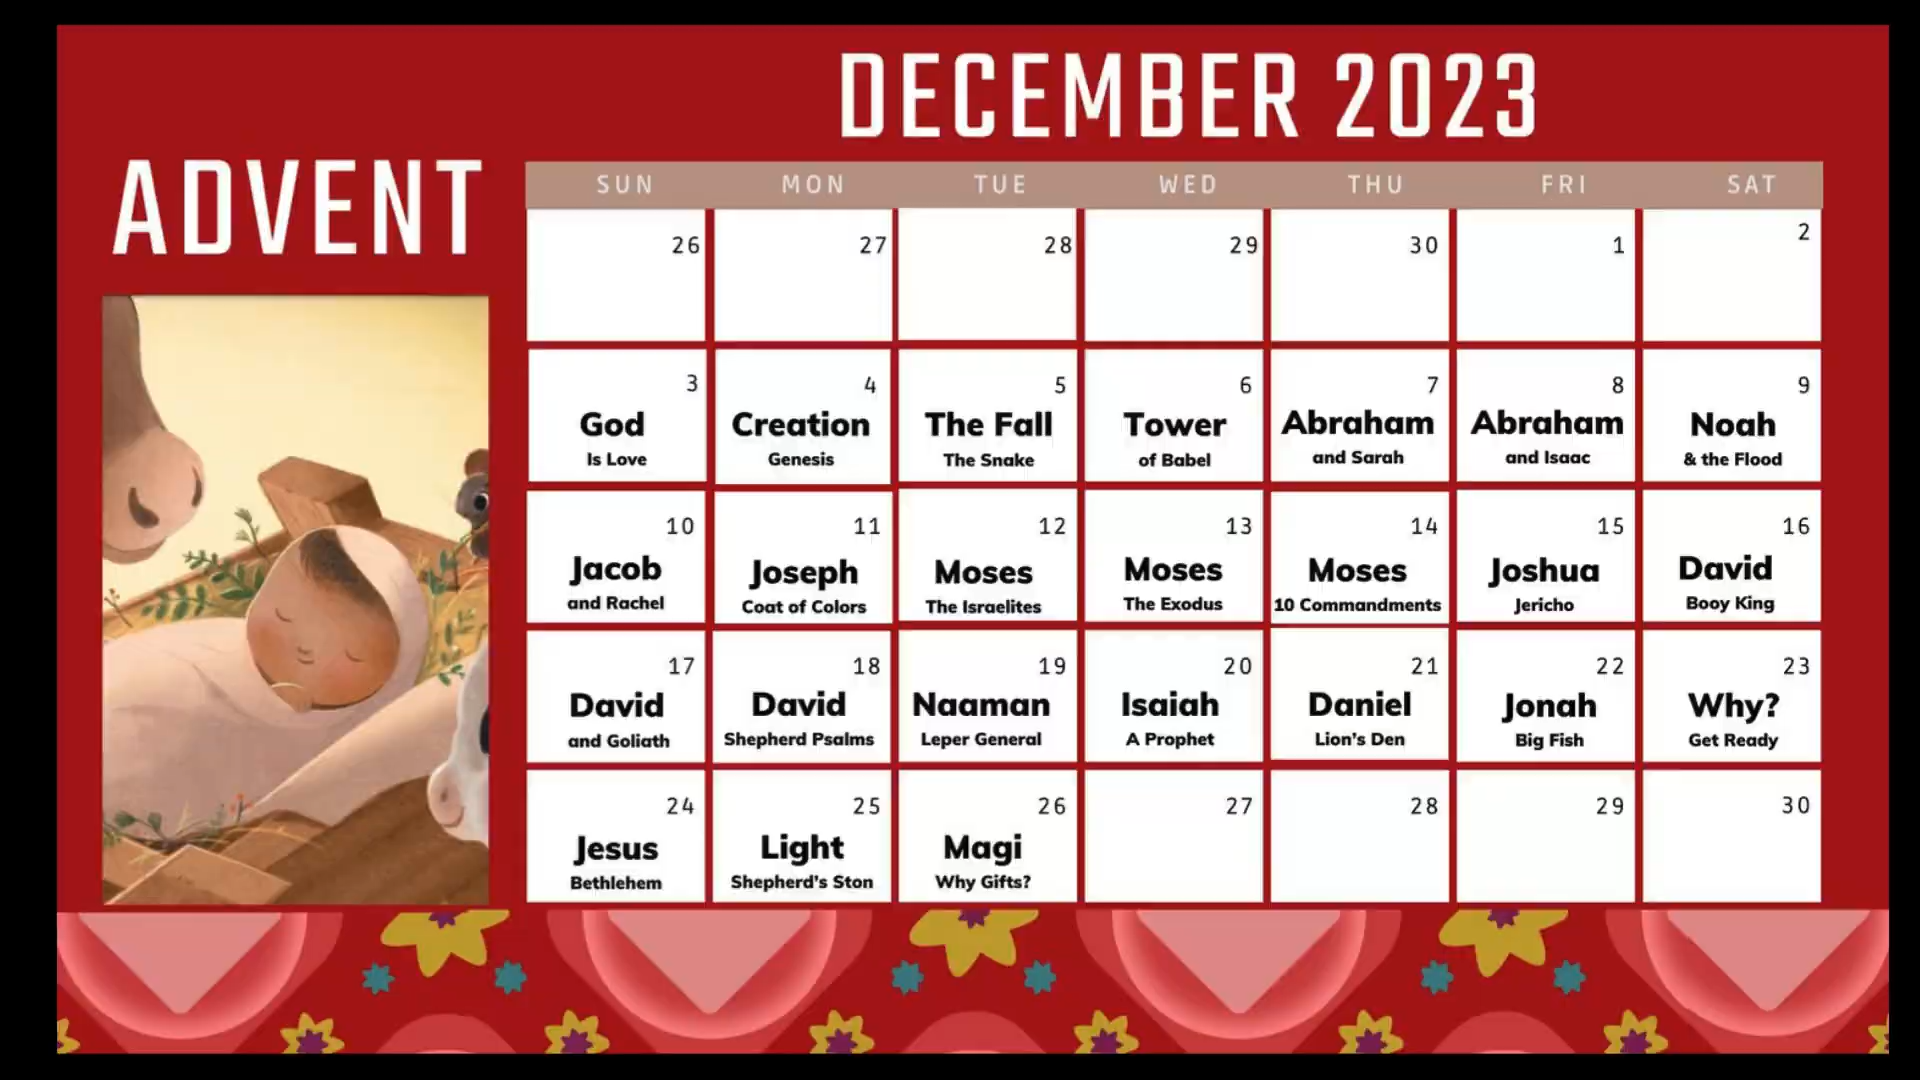 DECEMBER 2023
ADVENT
SUN MON TUE WED THU FRI SAT
26 27 28 29 30 1 2
3 4 5 6 7 8 9
God Creation The Fall Tower Abraham Abraham Noah
Is Love Genesis The Snake of Babel and Sarah and Isaac & the Flood
10 11 12 13 14 15 16
Jacob Joseph Moses Moses Moses Joshua David
and Rachel Coat of Colors The Israelites The Exodus 10 Commandments Jericho Booy King
17 18 19 20 21 22 23
David David Naaman Isaiah Daniel Jonah Why?
and Goliath Shepherd Psalms Leper General A Prophet Lion's Den Big Fish Get Ready
24 25 26 27 28 29 30
Jesus Light Magi
Bethlehem Shepherd's Ston Why Gifts?